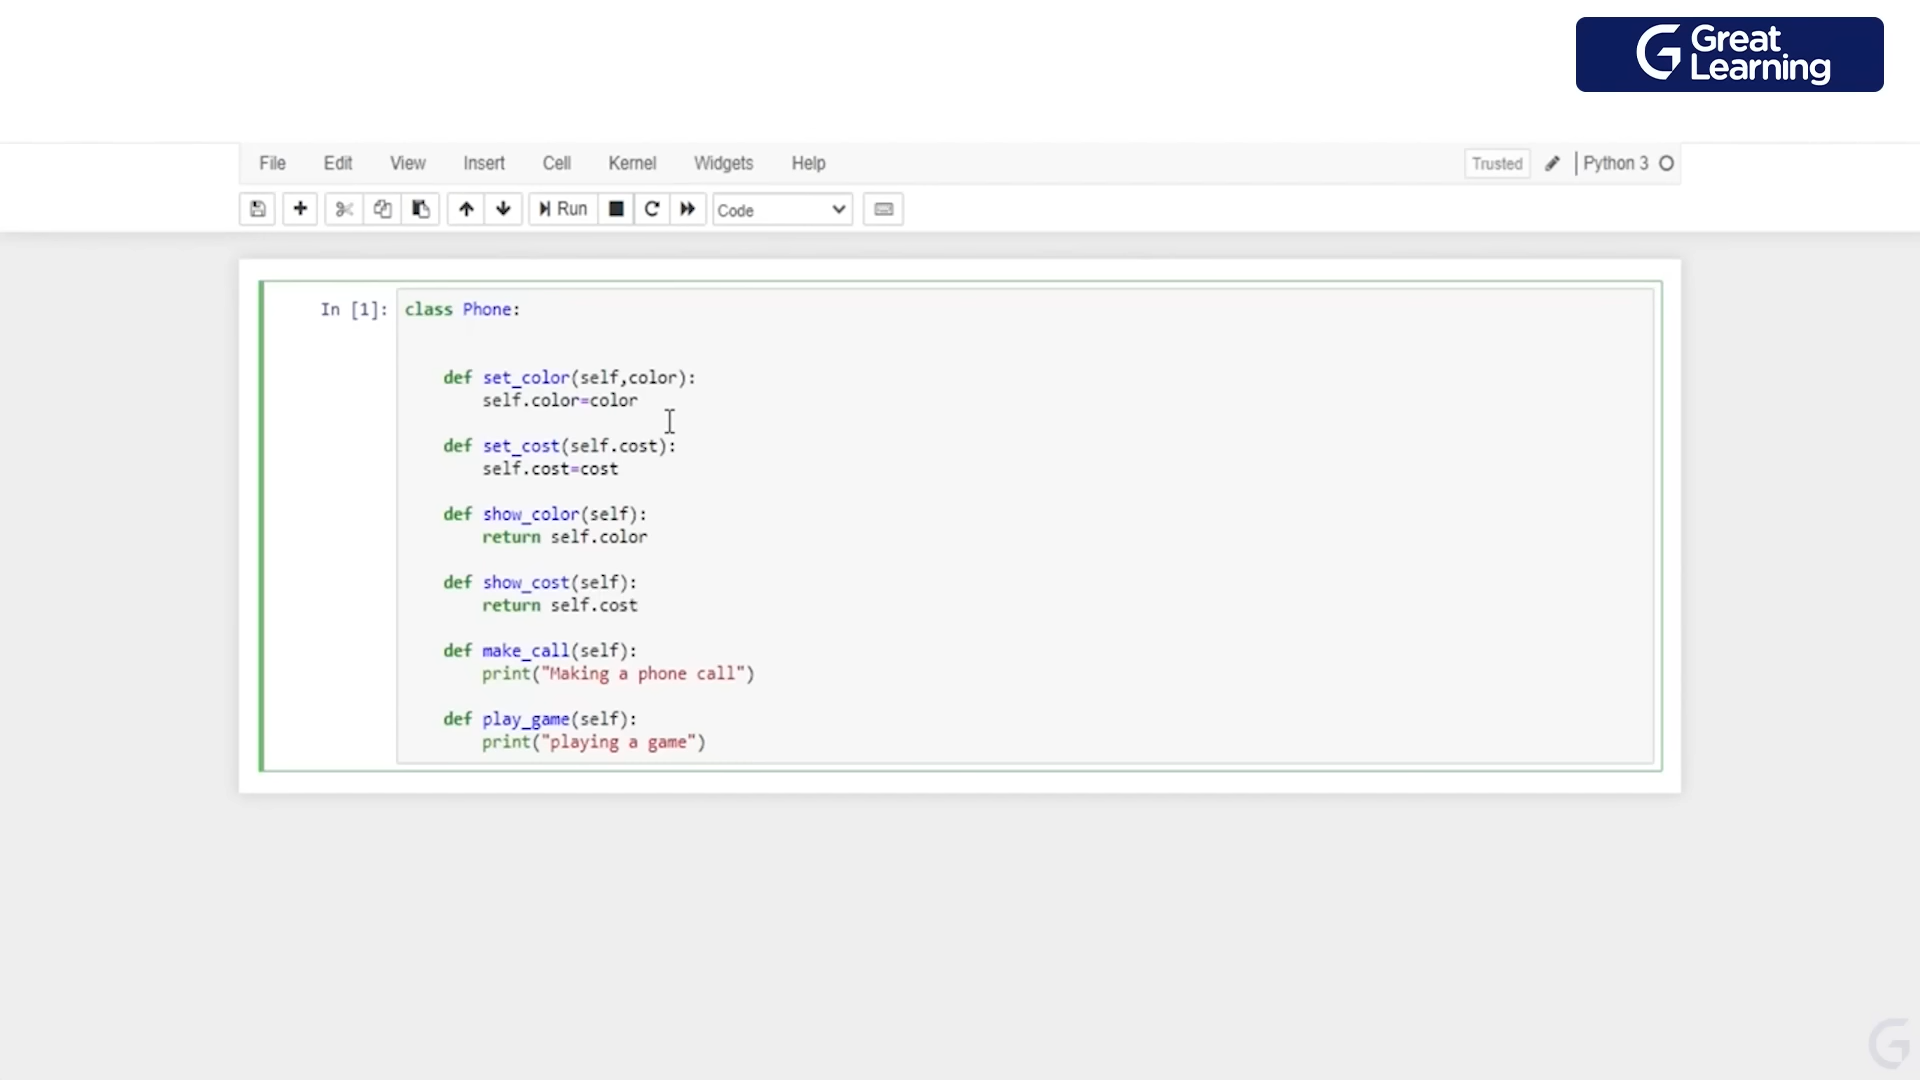 Great
Learning
File Edit View Insert Cell Kernel Widgets Help Trusted Python 3
Run Code
In [1]: class Phone:
def set_color(self,color):
self.color=color
def set_cost(self.cost):
self.cost=cost
def show_color(self):
return self.color
def show_cost(self):
return self.cost
def make_call(self):
print("Making a phone call")
def play_game(self):
print("playing a game")